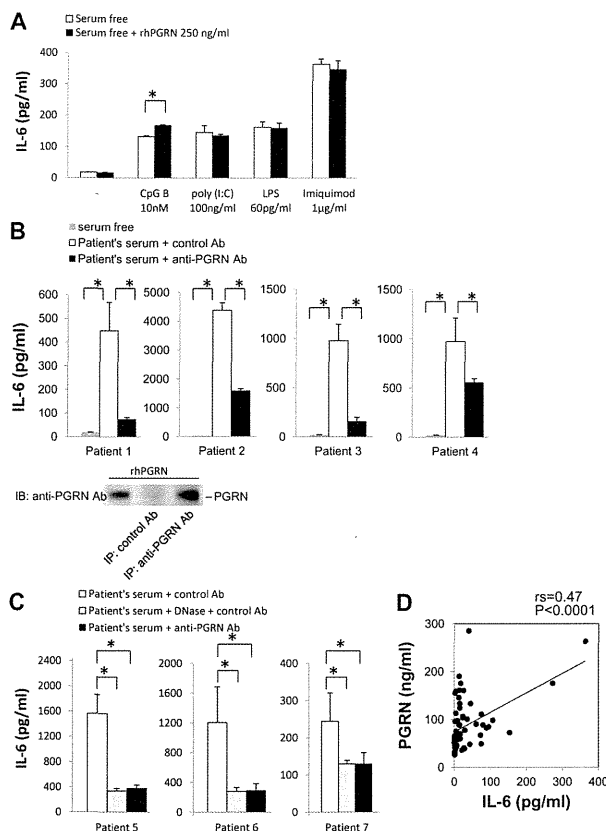 A
Serum free
Serum free + rhPGRN 250 ng/ml
IL-6 (pg/ml)
400
300
200
100
0
*
- CpG B poly (I:C) LPS Imiquimod
10nM 100ng/ml 60pg/ml 1μg/ml
B
serum free
Patient's serum + control Ab
Patient's serum + anti-PGRN Ab
IL-6 (pg/ml)
600
500
400
300
200
100
0
* *
Patient 1
5000
4000
3000
2000
1000
0
* *
Patient 2
1500
1000
500
0
* *
Patient 3
1500
1000
500
0
* *
Patient 4
rhPGRN
IB: anti-PGRN Ab
–PGRN
IP: control Ab
IP: anti-PGRN Ab
C
Patient's serum + control Ab
Patient's serum + DNase + control Ab
Patient's serum + anti-PGRN Ab
IL-6 (pg/ml)
2400
2000
1600
1200
800
400
0
*
*
Patient 5
2000
1600
1200
800
400
0
*
*
Patient 6
400
300
200
100
0
*
*
Patient 7
D
rs=0.47
P<0.0001
PGRN (ng/ml)
300
200
100
0
0 100 200 300 400
IL-6 (pg/ml)